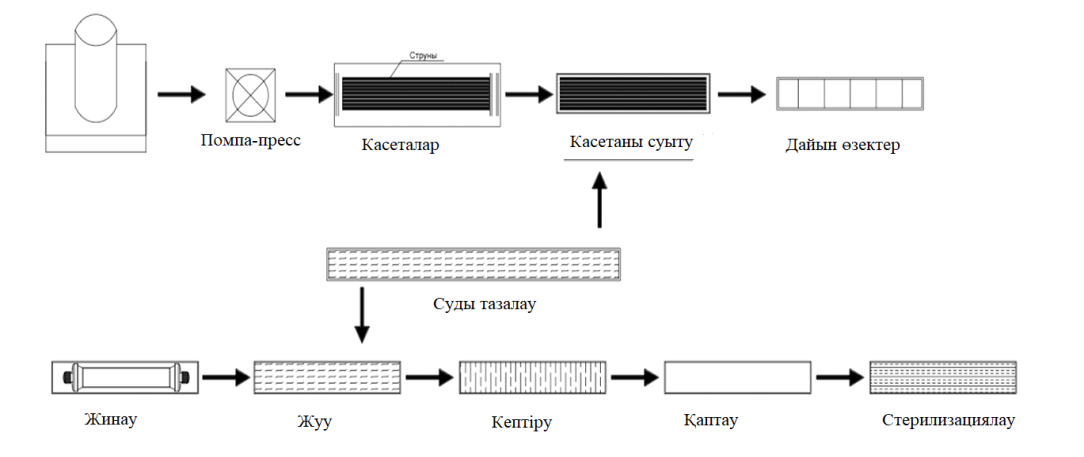 Струны
Помпа-пресс
Касеталар
Касетаны суыту
Дайын өзектер
Суды тазалау
Жинау
Жуу
Кептіру
Қаптау
Стерилизациялау